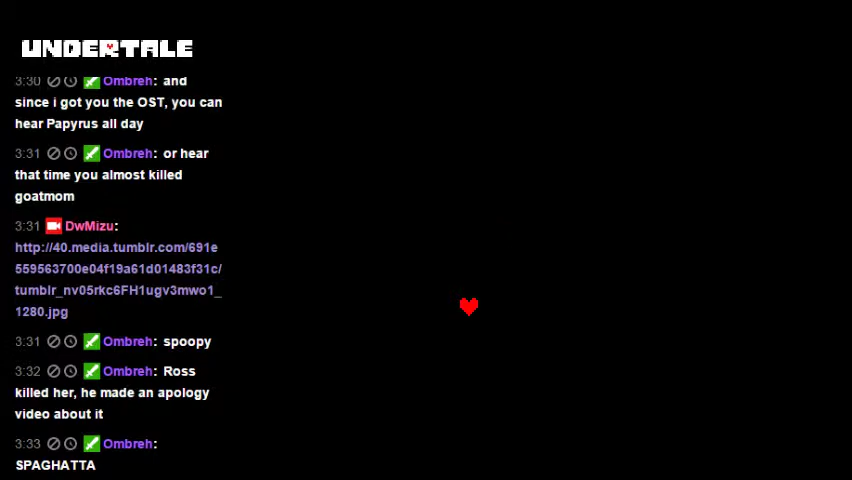 UNDERTALE
3:30 Ombreh: and
since i got you the OST, you can
hear Papyrus all day
3:31 Ombreh: or hear
that time you almost killed
goatmom
3:31 DwMizu:
http://40.media.tumblr.com/691e
559563700e04f19a61d01483f31c/
tumblr_nv05rkc6FH1ugv3mwo1_
1280.jpg
3:31 Ombreh: spoopy
3:32 Ombreh: Ross
killed her, he made an apology
video about it
3:33 Ombreh:
SPAGHATTA